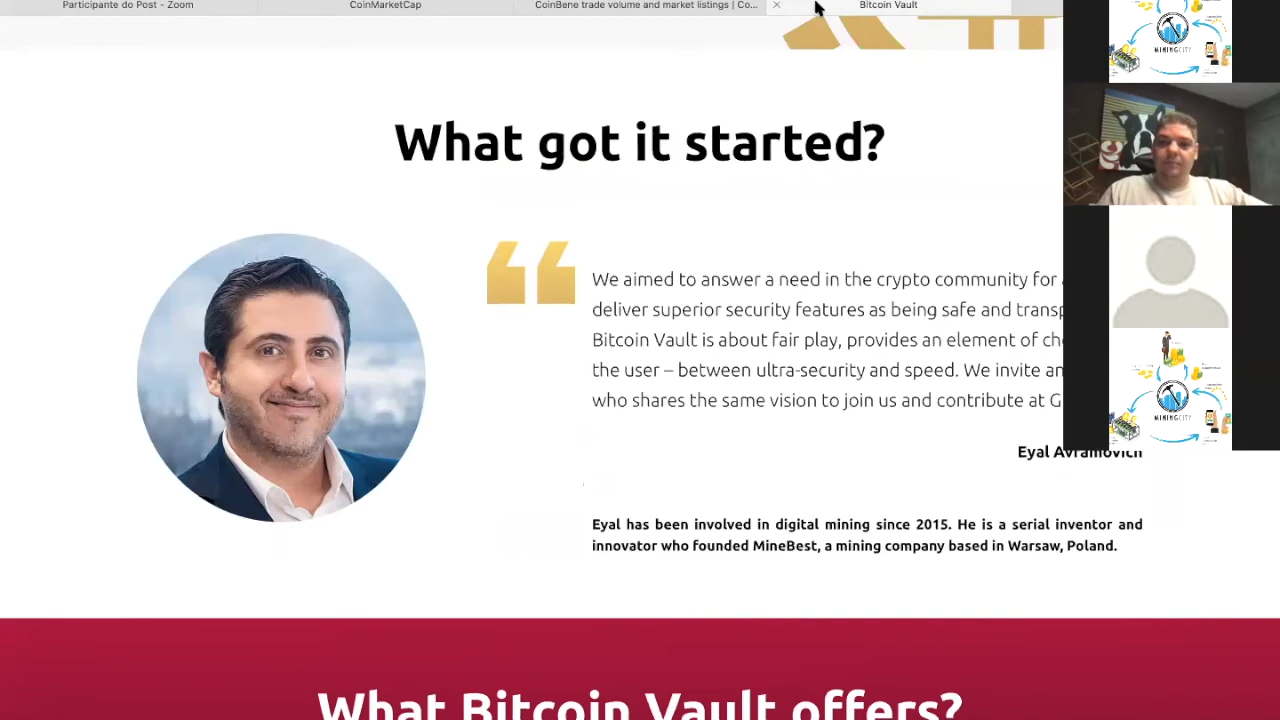 Participante do Post - Zoom
CoinMarketCap
CoinBene trade volume and market listings | Co...
Bitcoin Vault
MININGCITY
What got it started?
We aimed to answer a need in the crypto community for
deliver superior security features as being safe and
Bitcoin Vault is about fair play, provides an element of
the user – between ultra-security and speed. We invite
who shares the same vision to join us and contribute at
Eyal Avramovich
Eyal has been involved in digital mining since 2015. He is a serial inventor and
innovator who founded MineBest, a mining company based in Warsaw, Poland.
MININGCITY
What Bitcoin Vault offers?